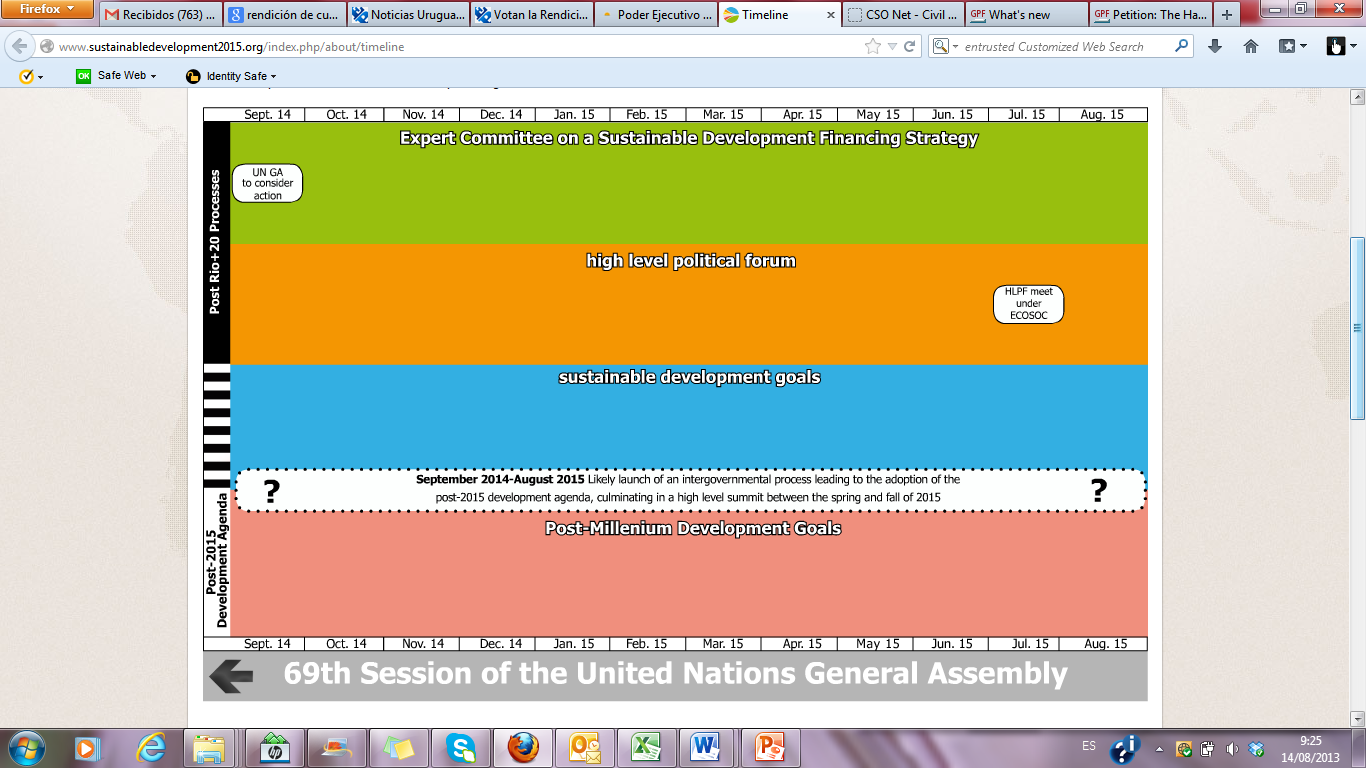 Firefox
Recibidos (763) ...
rendición de cu...
Noticias Urugua...
Votan la Rendici...
Poder Ejecutivo ...
Timeline
CSO Net - Civil ...
GPF What's new
GPF Petition: The Ha...
www.sustainabledevelopment2015.org/index.php/about/timeline
entrusted Customized Web Search
OK Safe Web
Identity Safe
Sept. 14 Oct. 14 Nov. 14 Dec. 14 Jan. 15 Feb. 15 Mar. 15 Apr. 15 May 15 Jun. 15 Jul. 15 Aug. 15
Post Rio+20 Processes
Expert Committee on a Sustainable Development Financing Strategy
UN GA
to consider
action
high level political forum
HLPF meet
under
ECOSOC
sustainable development goals
? September 2014-August 2015 Likely launch of an intergovernmental process leading to the adoption of the
post-2015 development agenda, culminating in a high level summit between the spring and fall of 2015 ?
Post-2015
Development Agenda
Post-Millenium Development Goals
Sept. 14 Oct. 14 Nov. 14 Dec. 14 Jan. 15 Feb. 15 Mar. 15 Apr. 15 May 15 Jun. 15 Jul. 15 Aug. 15
69th Session of the United Nations General Assembly
ES
9:25
14/08/2013